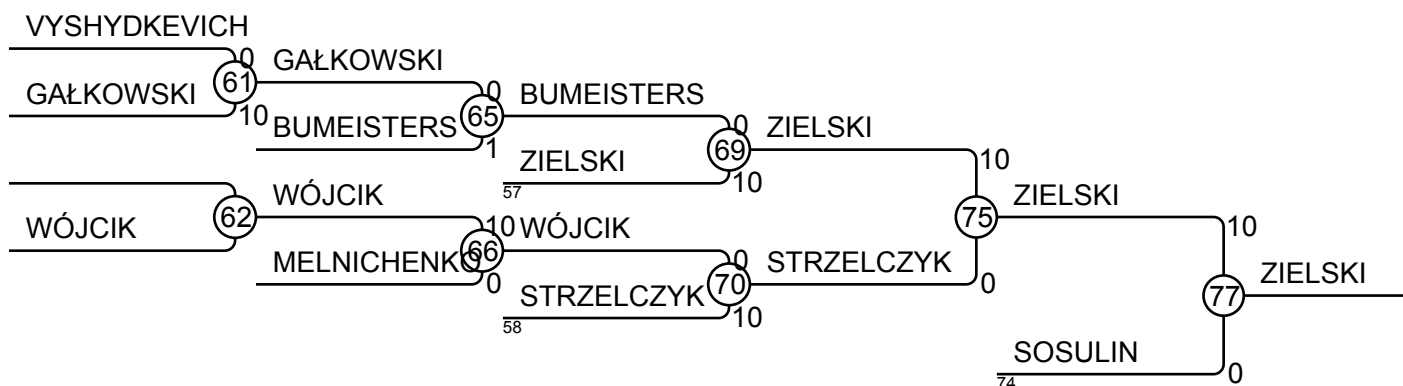 VYSHYDKEVICH
0
61
GAŁKOWSKI
GAŁKOWSKI
10
0
65
BUMEISTERS
BUMEISTERS
1
0
69
ZIELSKI
ZIELSKI
57
10
10
75
ZIELSKI
62
WÓJCIK
WÓJCIK
10
66
WÓJCIK
MELNICHENKO
0
0
70
STRZELCZYK
STRZELCZYK
58
10
0
10
77
ZIELSKI
SOSULIN
74
0